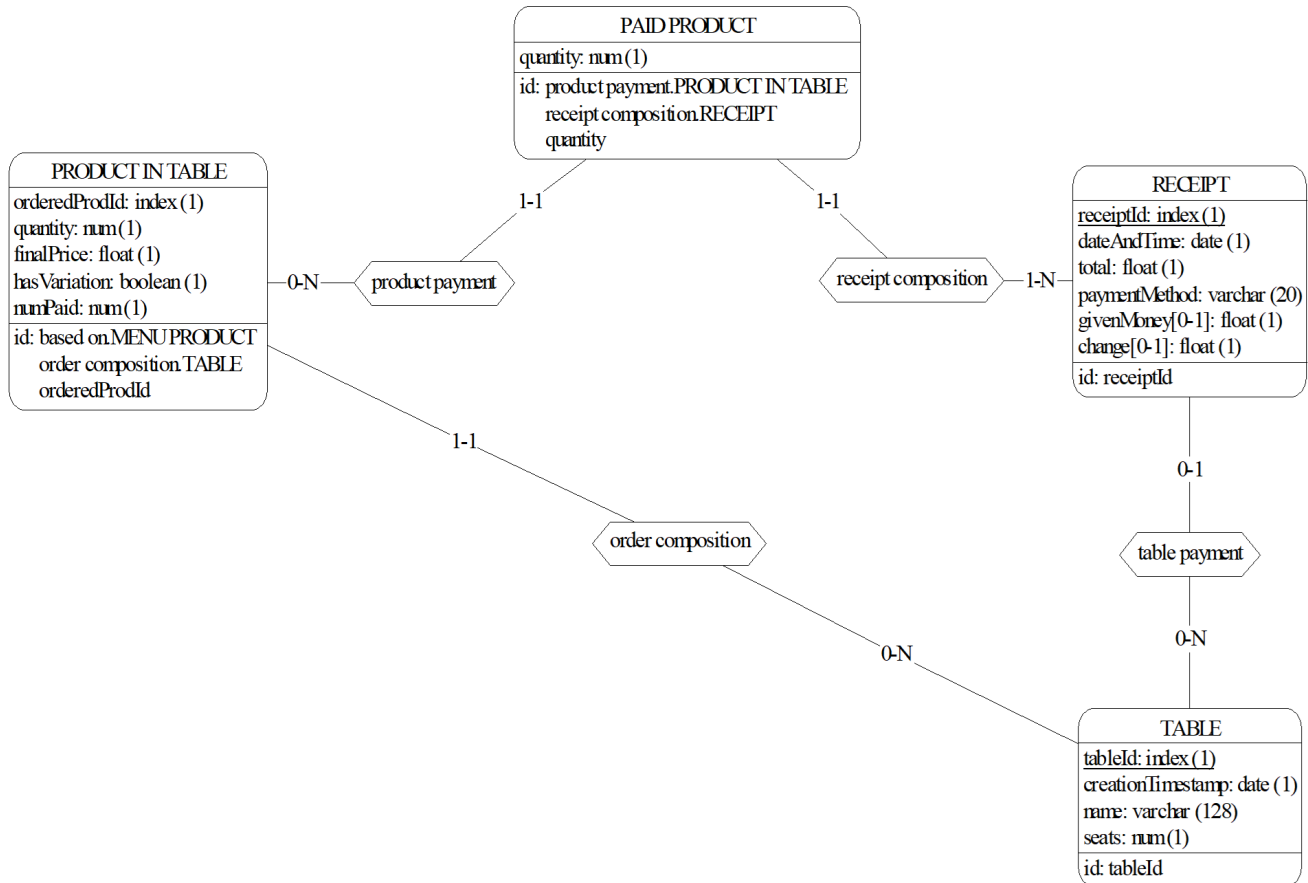 PAID PRODUCT
quantity: num (1)
id: product payment.PRODUCT IN TABLE
receipt composition.RECEIPT
quantity
PRODUCT IN TABLE
orderedProdId: index (1)
quantity: num (1)
finalPrice: float (1)
hasVariation: boolean (1)
numPaid: num (1)
id: based on.MENU PRODUCT
order composition.TABLE
orderedProdId
RECEIPT
receiptId: index (1)
dateAndTime: date (1)
total: float (1)
paymentMethod: varchar (20)
givenMoney[0-1]: float (1)
change[0-1]: float (1)
id: receiptId
1-1
1-1
0-N
product payment
receipt composition
1-N
1-1
0-1
order composition
table payment
0-N
0-N
TABLE
tableId: index (1)
creationTimestamp: date (1)
name: varchar (128)
seats: num (1)
id: tableId